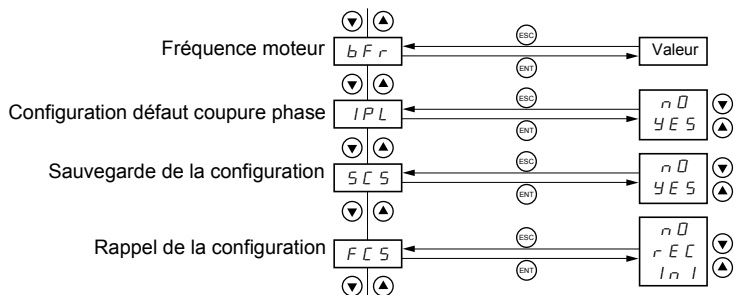 ESC
Fréquence moteur bFr Valeur
ENT
ESC
Configuration défaut coupure phase IPL nO
YES
ENT
ESC
Sauvegarde de la configuration SCS nO
YES
ENT
nO
ESC
Rappel de la configuration FCS rEC
ENT
InI